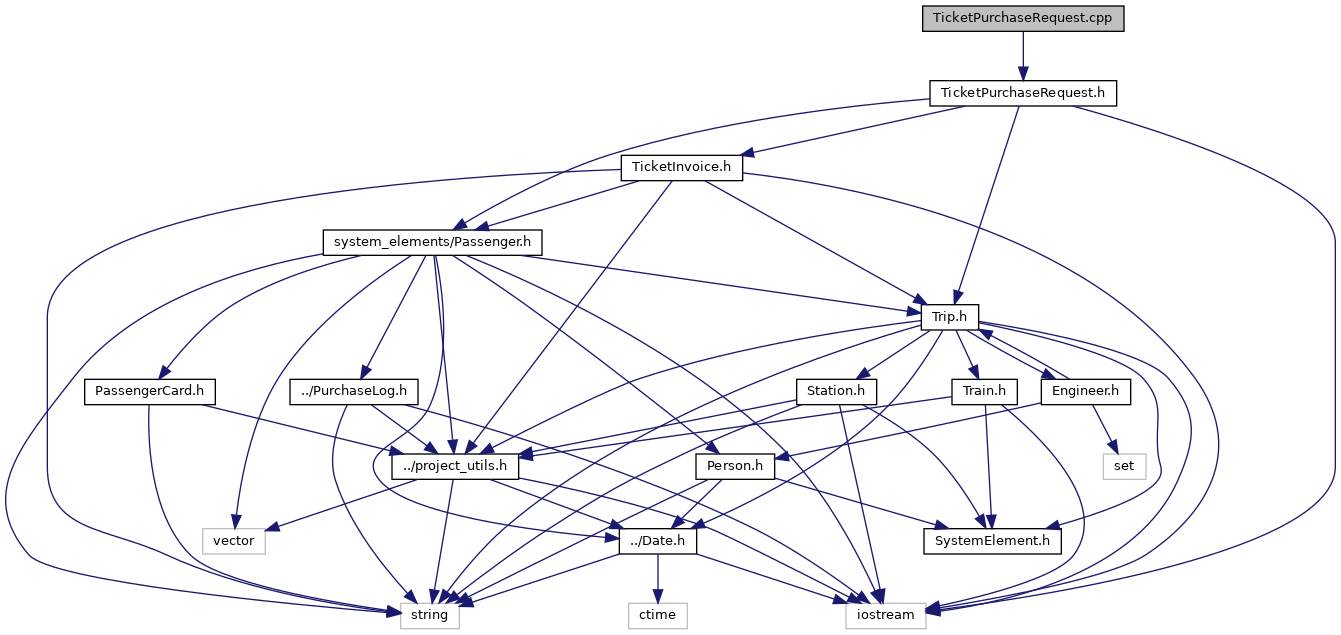 TicketPurchaseRequest.cpp
TicketPurchaseRequest.h
TicketInvoice.h
system_elements/Passenger.h
Trip.h
PassengerCard.h
../PurchaseLog.h
Station.h
Train.h
Engineer.h
../project_utils.h
Person.h
set
vector
../Date.h
SystemElement.h
string
ctime
iostream